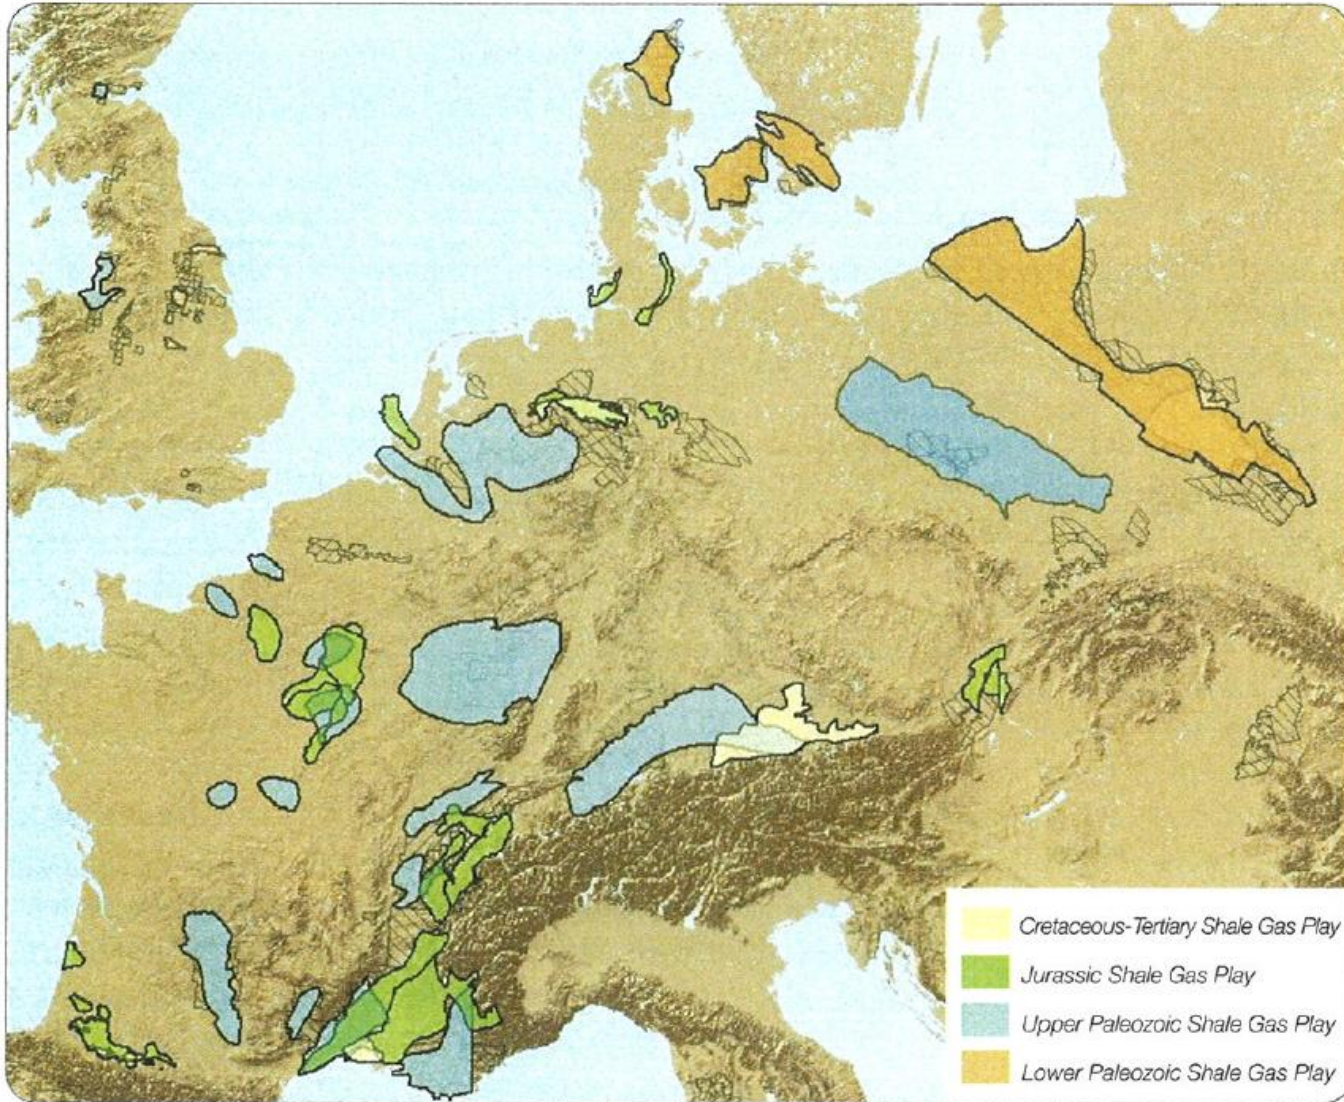 Cretaceous-Tertiary Shale Gas Play
Jurassic Shale Gas Play
Upper Paleozoic Shale Gas Play
Lower Paleozoic Shale Gas Play